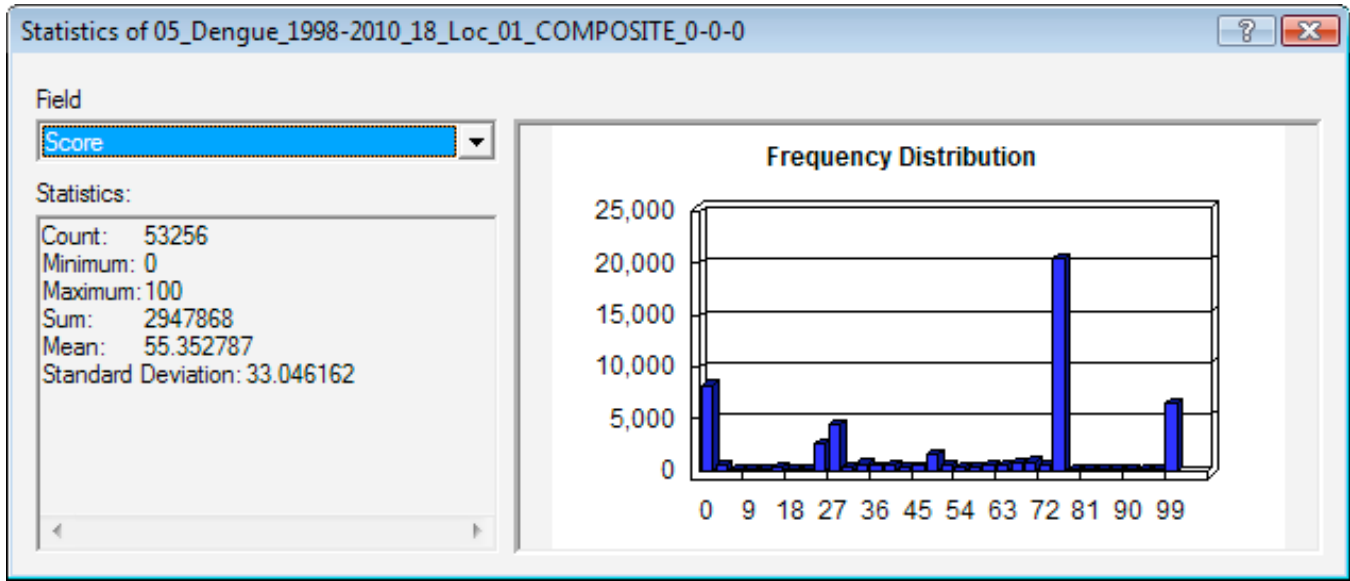 Statistics of 05_Dengue_1998-2010_18_Loc_01_COMPOSITE_0-0-0
Field
Score
Statistics:
Count: 53256
Minimum: 0
Maximum: 100
Sum: 2947868
Mean: 55.352787
Standard Deviation: 33.046162
Frequency Distribution
25,000
20,000
15,000
10,000
5,000
0
0 9 18 27 36 45 54 63 72 81 90 99